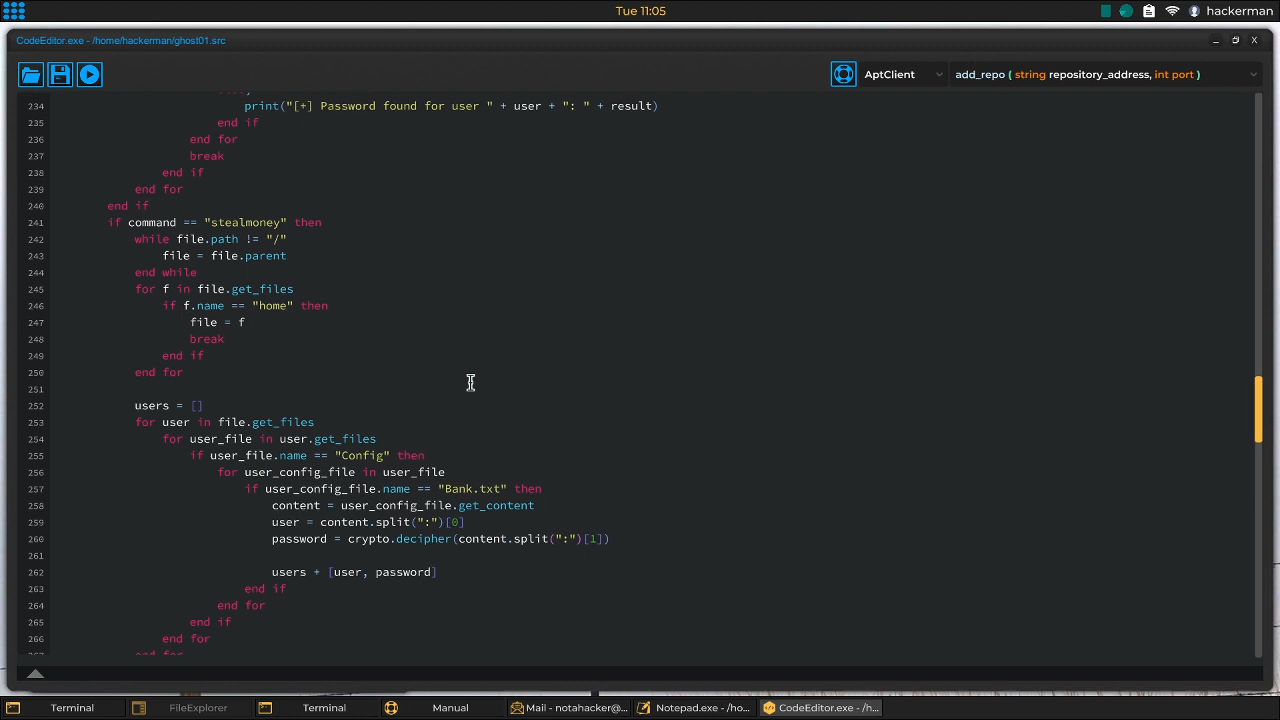 Tue 11:05
hackerman
CodeEditor.exe - /home/hackerman/ghost01.src
AptClient
add_repo ( string repository_address, int port )
234 print("[+] Password found for user " + user + ": " + result)
235 end if
236 end for
237 break
238 end if
239 end for
240 end if
241 if command == "stealmoney" then
242 while file.path != "/"
243 file = file.parent
244 end while
245 for f in file.get_files
246 if f.name == "home" then
247 file = f
248 break
249 end if
250 end for
251
252 users = []
253 for user in file.get_files
254 for user_file in user.get_files
255 if user_file.name == "Config" then
256 for user_config_file in user_file
257 if user_config_file.name == "Bank.txt" then
258 content = user_config_file.get_content
259 user = content.split(":")[0]
260 password = crypto.decipher(content.split(":")[1])
261
262 users + [user, password]
263 end if
264 end for
265 end if
266 end for
Terminal
FileExplorer
Terminal
Manual
Mail - notahacker@...
Notepad.exe - /ho...
CodeEditor.exe - /h...